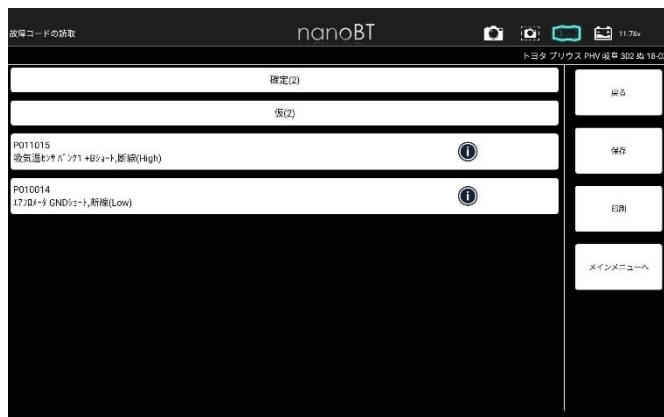 故障コードの読取
nanoBT
11.76v
トヨタ プリウス PHV 岐阜 302 ぬ 18-0
確定(2)
仮(2)
P011015
吸気温ｾﾝｻ ﾊﾞﾝｸ1 +Bｼｮｰﾄ,断線(High)
P010014
ｴｱﾌﾛﾒｰﾀ GNDｼｮｰﾄ,断線(Low)
戻る
保存
印刷
メインメニューへ